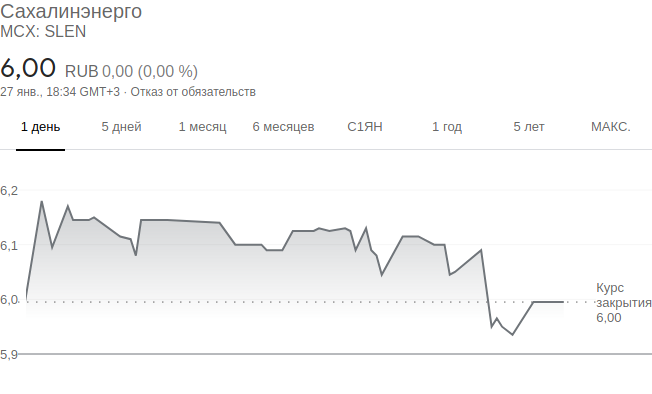 Сахалинэнерго
MCX: SLEN
6,00 RUB 0,00 (0,00 %)
27 янв., 18:34 GMT+3 · Отказ от обязательств
1 день 5 дней 1 месяц 6 месяцев С1ЯН 1 год 5 лет МАКС.
6,2
6,1
6,0
5,9
Курс
закрытия
6,00